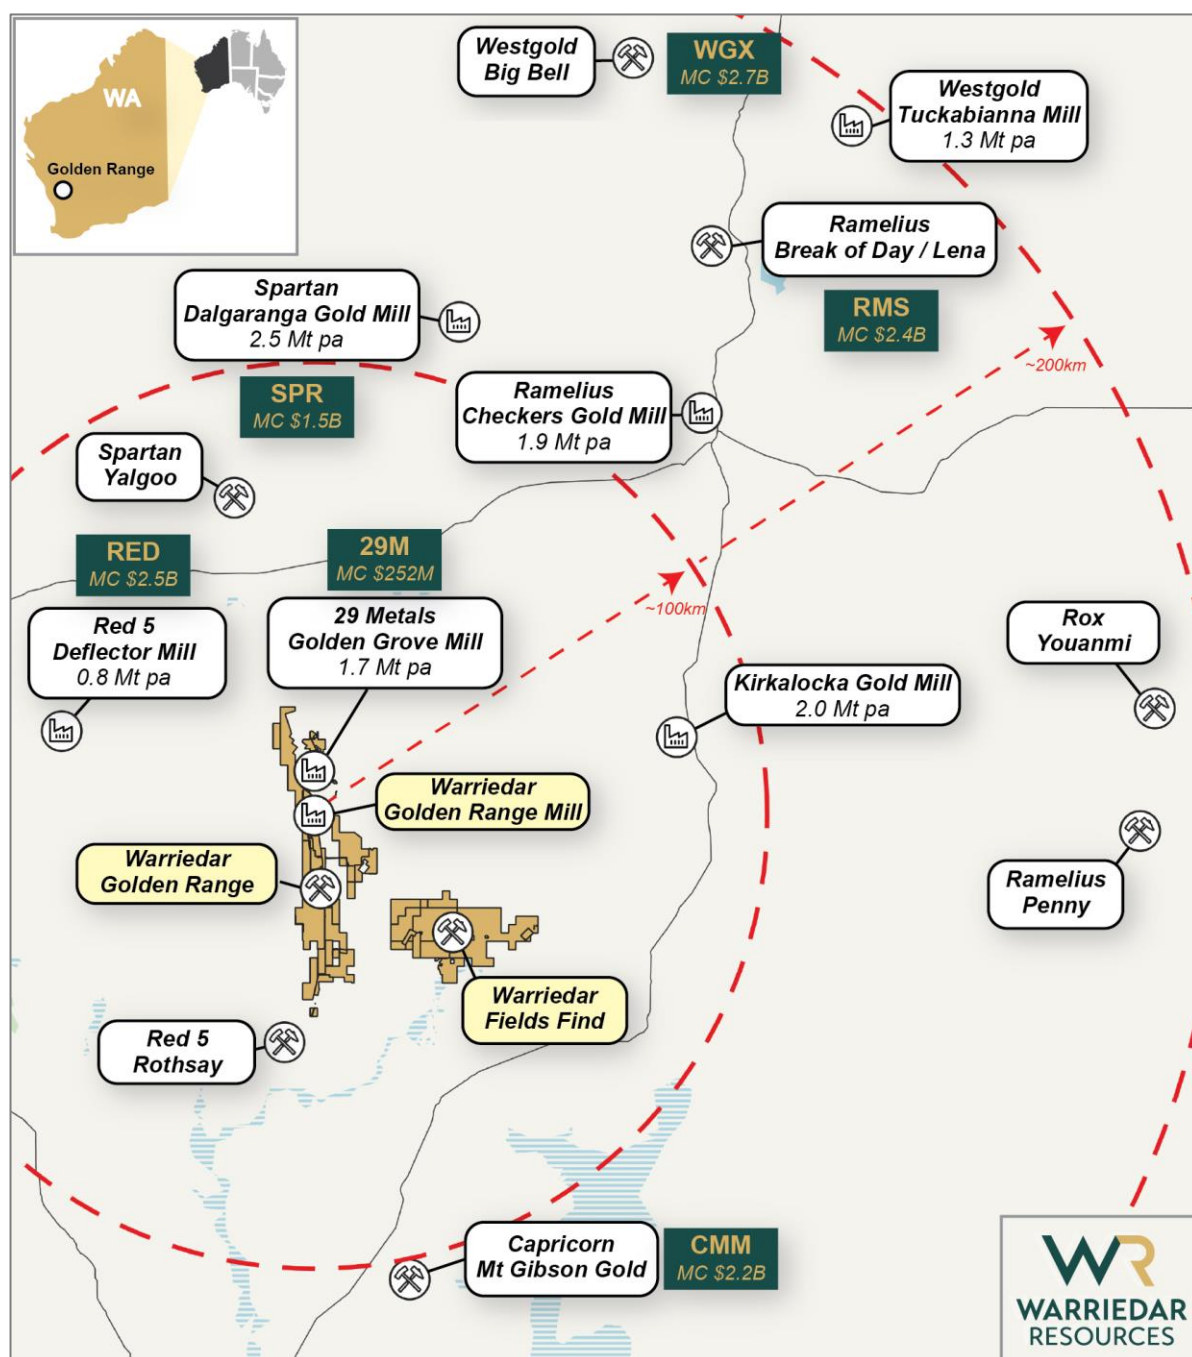 WA
Golden Range
Westgold
Big Bell
WGX
MC $2.7B
Westgold
Tuckabianna Mill
1.3 Mt pa
Ramelius
Break of Day / Lena
RMS
MC $2.4B
Spartan
Dalgaranga Gold Mill
2.5 Mt pa
SPR
MC $1.5B
~200km
Ramelius
Checkers Gold Mill
1.9 Mt pa
Spartan
Yalgoo
RED
MC $2.5B
29M
MC $252M
Red 5
Deflector Mill
0.8 Mt pa
29 Metals
Golden Grove Mill
1.7 Mt pa
~100km
Rox
Youanmi
Kirkalocka Gold Mill
2.0 Mt pa
Warriedar
Golden Range Mill
Warriedar
Golden Range
Ramelius
Penny
Warriedar
Fields Find
Red 5
Rothsay
Capricorn
Mt Gibson Gold
CMM
MC $2.2B
WR
WARRIEDAR
RESOURCES